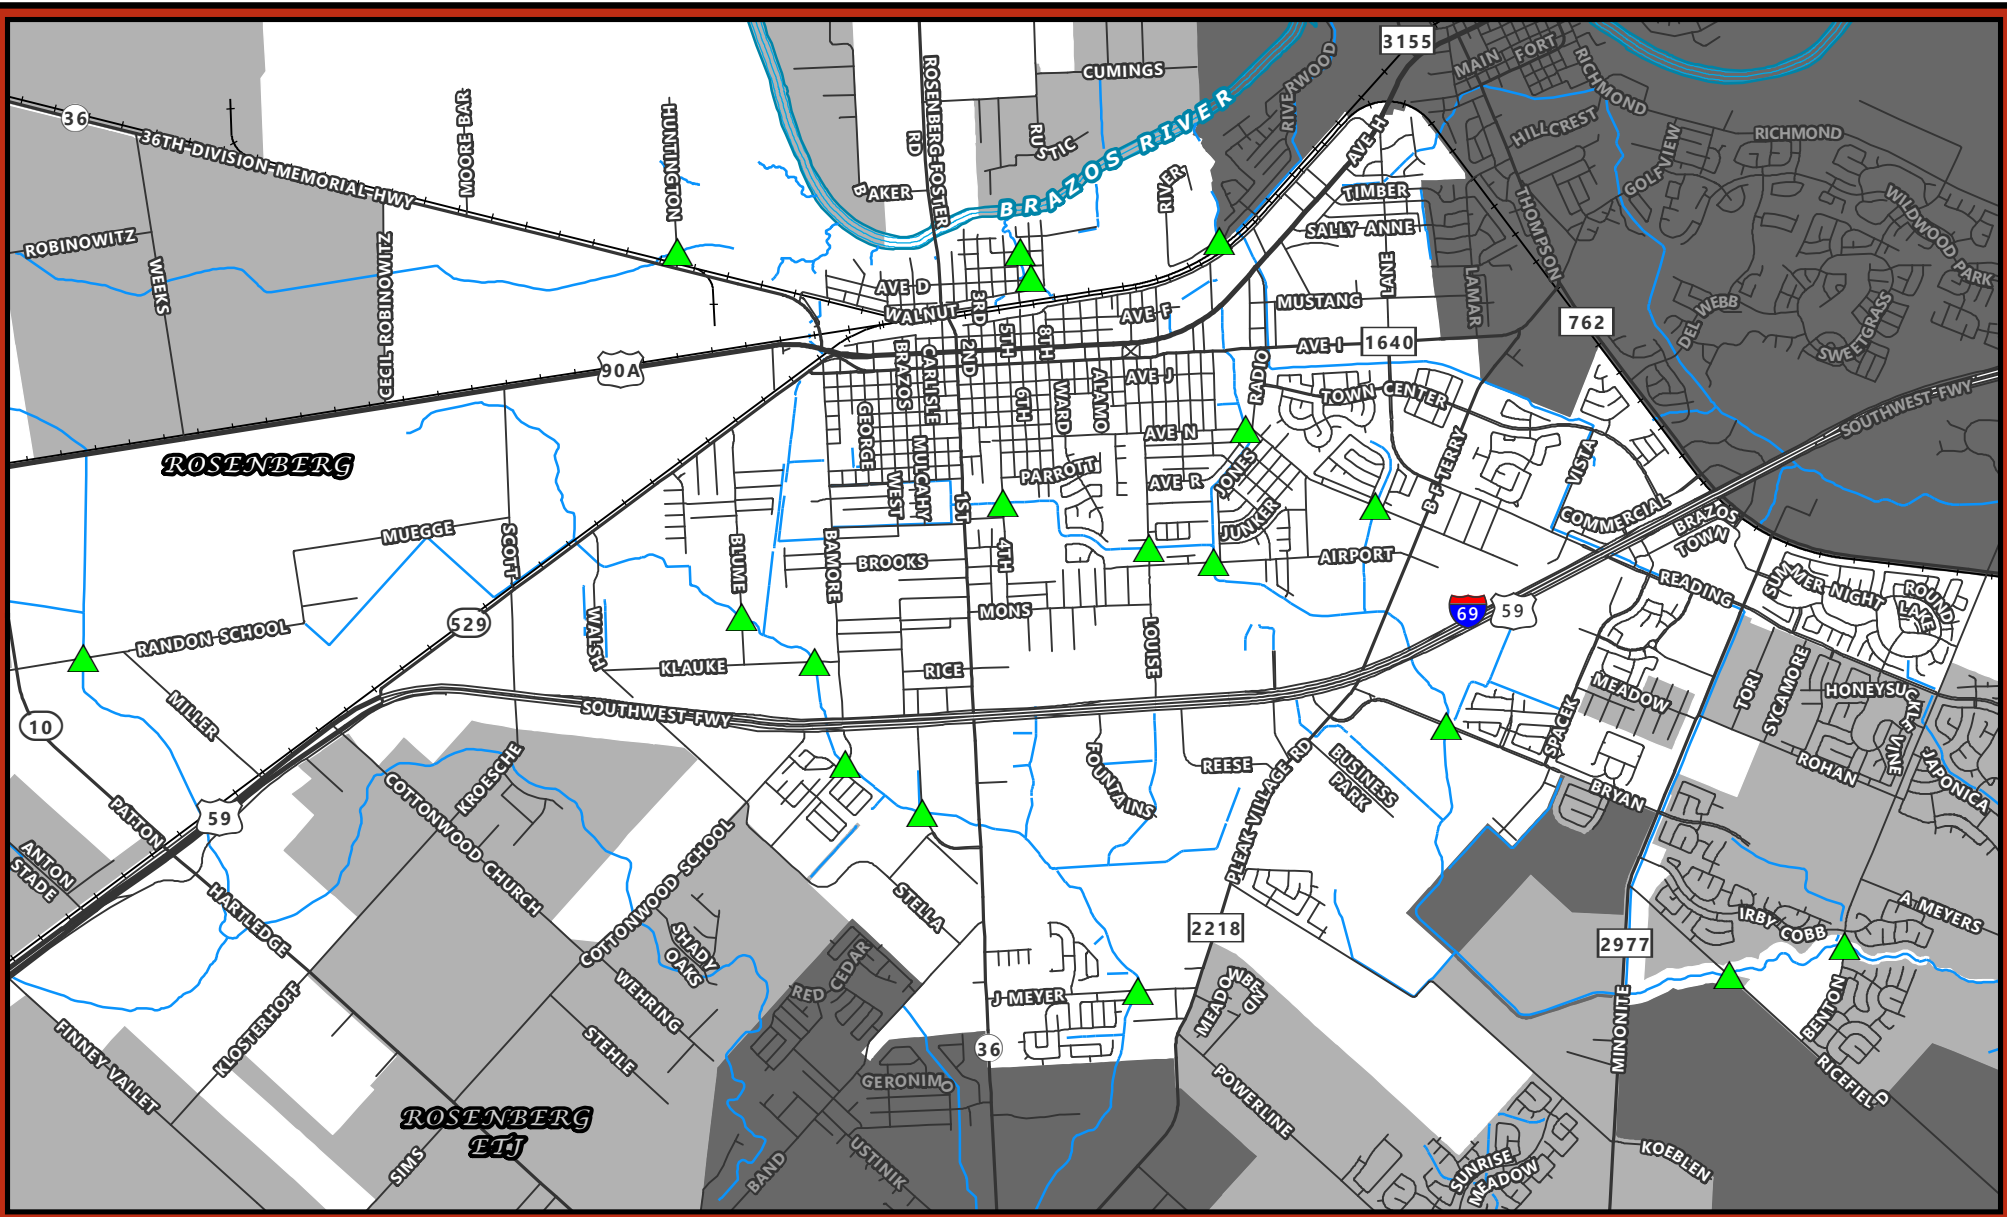 3155
MAIN
FORT
RICHMOND
RIVERWOOD
CUMINGS
ROSENBERG-FOSTER
RD
RUSTIC
BRAZOS RIVER
36
36TH DIVISION MEMORIAL HWY
MOORE BAR
HUNTINGTON
BAKER
RIVER
AVE H
HILLCREST
GOLFVIEW
RICHMOND
WILDWOOD PARK
TIMBER
SALLY ANNE
LANE
THOMPSON
LAMAR
ROBINOWITZ
WEEKS
CECIL ROBINOWITZ
AVE D
WALNUT
3RD
5TH
8TH
AVE F
MUSTANG
AVE I
1640
762
DEL WEBB
SWEETGRASS
SOUTHWEST FWY
90A
BRAZOS
CARLISLE
2ND
6TH
WARD
ALAMO
AVE J
RADIO
TOWN CENTER
GEORGE
MULCAHY
WEST
1ST
PARROTT
AVE N
AVE R
JONES
JUNKER
B F TERRY
VISTA
COMMERCIAL
BRAZOS
TOWN
ROSENBERG
MUEGGE
SCOTT
BLUME
BAMORE
BROOKS
4TH
AIRPORT
READING
SUMMER NIGHT
ROUND
LAKE
529
RANDON SCHOOL
WALSH
MONS
LOUISE
69
59
KLAUKE
RICE
MILLER
10
SOUTHWEST FWY
MEADOW
TORI
SYCAMORE
HONEYSUCKLE
VINE
JAPONICA
ROHAN
SPACEK
BRYAN
KROESCHE
FOUNTAINS
REESE
BUSINESS
PARK
PLEAK VILLAGE RD
59
PATTON
ANTON
STADE
COTTONWOOD CHURCH
COTTONWOOD SCHOOL
HARTLEDGE
STELLA
SHADY
OAKS
2218
2977
IRBY COBB
A MEYERS
RED CEDAR
WEHRING
STEHLE
KLOSTERHOFF
FINNEY VALLET
J MEYER
36
MEADOW BEND
MINONITE
BENTON
RICEFIELD
GERONIMO
POWERLINE
ROSENBERG
ETJ
SIMS
BAND
USTINIK
SUNRISE
MEADOW
KOEBLEN